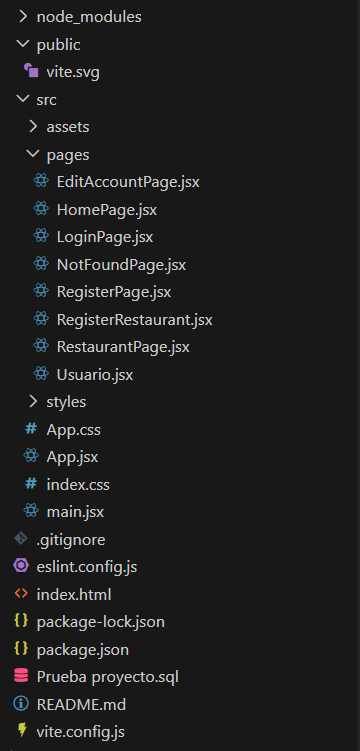 node_modules
public
vite.svg
src
assets
pages
EditAccountPage.jsx
HomePage.jsx
LoginPage.jsx
NotFoundPage.jsx
RegisterPage.jsx
RegisterRestaurant.jsx
RestaurantPage.jsx
Usuario.jsx
styles
# App.css
App.jsx
# index.css
main.jsx
.gitignore
eslint.config.js
<> index.html
{} package-lock.json
{} package.json
Prueba proyecto.sql
README.md
vite.config.js